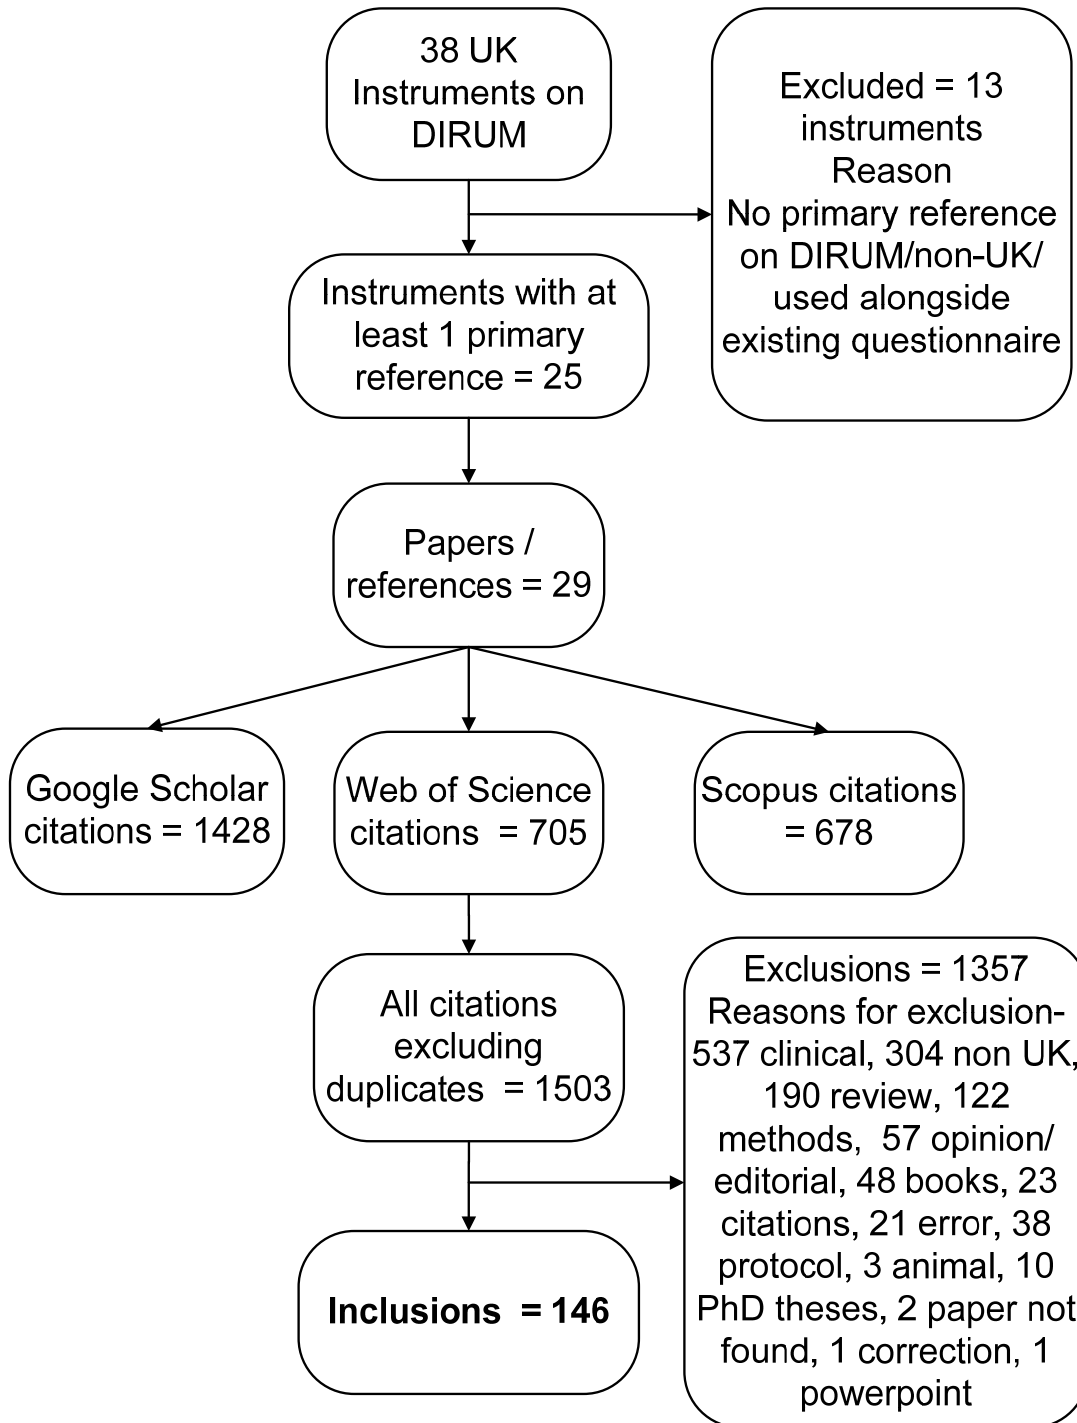 38 UK
Instruments on
DIRUM
Excluded = 13
instruments
Reason
No primary reference
on DIRUM/non-UK/
used alongside
existing questionnaire
Instruments with at
least 1 primary
reference = 25
Papers /
references = 29
Google Scholar
citations = 1428
Web of Science
citations = 705
Scopus citations
= 678
All citations
excluding
duplicates = 1503
Exclusions = 1357
Reasons for exclusion-
537 clinical, 304 non UK,
190 review, 122
methods, 57 opinion/
editorial, 48 books, 23
citations, 21 error, 38
protocol, 3 animal, 10
PhD theses, 2 paper not
found, 1 correction, 1
powerpoint
Inclusions = 146